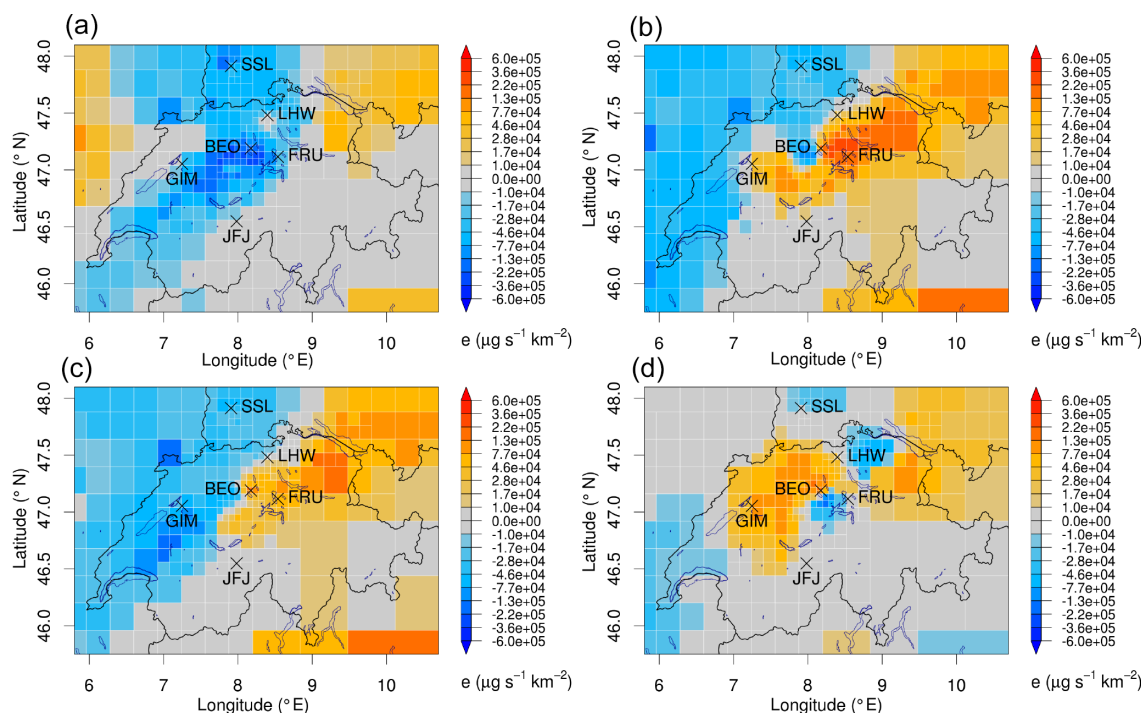 (a)
48.0
47.5
47.0
46.5
46.0
Latitude (° N)
SSL
LHW
BEO
FRU
GIM
JFJ
6.0e+05
3.6e+05
2.2e+05
1.3e+05
7.7e+04
4.6e+04
2.8e+04
1.7e+04
1.0e+04
0.0e+00
-1.0e+04
-2.8e+04
-4.6e+04
-7.7e+04
-1.3e+05
-2.2e+05
-3.6e+05
-6.0e+05
e (µg s⁻¹ km⁻²)
6 7 8 9 10
Longitude (° E)
(b)
48.0
47.5
47.0
46.5
46.0
Latitude (° N)
SSL
LHW
BEO
FRU
GIM
JFJ
6.0e+05
3.6e+05
2.2e+05
1.3e+05
7.7e+04
4.6e+04
2.8e+04
1.7e+04
1.0e+04
0.0e+00
-1.0e+04
-2.8e+04
-4.6e+04
-7.7e+04
-1.3e+05
-2.2e+05
-3.6e+05
-6.0e+05
e (µg s⁻¹ km⁻²)
6 7 8 9 10
Longitude (° E)
(c)
48.0
47.5
47.0
46.5
46.0
Latitude (° N)
SSL
LHW
BEO
FRU
GIM
JFJ
6.0e+05
3.6e+05
2.2e+05
1.3e+05
7.7e+04
4.6e+04
2.8e+04
1.7e+04
1.0e+04
0.0e+00
-1.0e+04
-2.8e+04
-4.6e+04
-7.7e+04
-1.3e+05
-2.2e+05
-3.6e+05
-6.0e+05
e (µg s⁻¹ km⁻²)
6 7 8 9 10
Longitude (° E)
(d)
48.0
47.5
47.0
46.5
46.0
Latitude (° N)
SSL
LHW
BEO
FRU
GIM
JFJ
6.0e+05
3.6e+05
2.2e+05
1.3e+05
7.7e+04
4.6e+04
2.8e+04
1.7e+04
1.0e+04
0.0e+00
-1.0e+04
-2.8e+04
-4.6e+04
-7.7e+04
-1.3e+05
-2.2e+05
-3.6e+05
-6.0e+05
e (µg s⁻¹ km⁻²)
6 7 8 9 10
Longitude (° E)